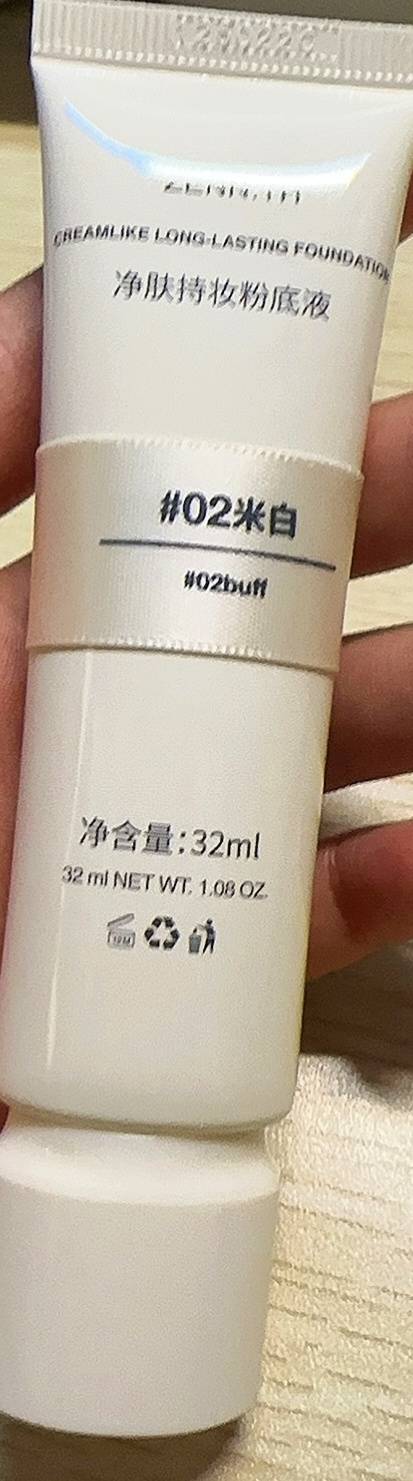 CREAMLIKE LONG-LASTING FOUNDATION
净肤持妆粉底液
#02米白
#02buff
净含量:32ml
32 ml NET WT. 1.08 OZ.
12M